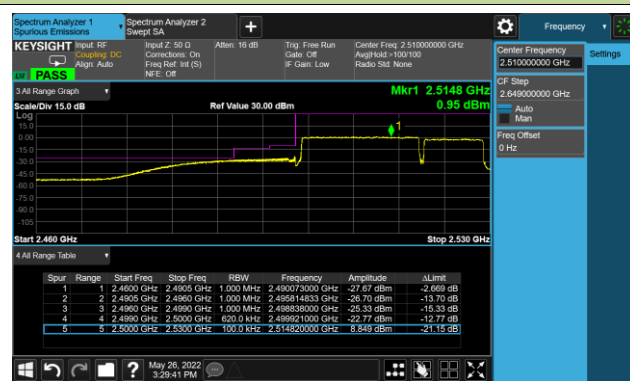 Spectrum Analyzer 1
Spurious Emissions
Spectrum Analyzer 2
Swept SA
Frequency
KEYSIGHT
Input: RF
Coupling: DC
Align: Auto
Input Z: 50 Ω
Corrections: On
Freq Ref: Int (S)
NFE: Off
Atten: 16 dB
Trig: Free Run
Gate: Off
IF Gain: Low
Center Freq: 2.510000000 GHz
Avg|Hold:>100/100
Radio Std: None
LW PASS
Center Frequency
2.510000000 GHz
Settings
CF Step
2.649000000 GHz
Auto
Man
Freq Offset
0 Hz
3 All Range Graph
Mkr1 2.5148 GHz
Scale/Div 15.0 dB
Ref Value 30.00 dBm
0.95 dBm
Log
15.0
0.00
-15.0
-30.0
-45.0
-60.0
-75.0
-90.0
-105
1
Start 2.460 GHz
Stop 2.530 GHz
4 All Range Table
Spur Range Start Freq Stop Freq RBW Frequency Amplitude ΔLimit
1 1 2.4600 GHz 2.4905 GHz 1.000 MHz 2.490073000 GHz -27.67 dBm -2.669 dB
2 2 2.4905 GHz 2.4960 GHz 1.000 MHz 2.495814833 GHz -26.70 dBm -13.70 dB
3 3 2.4960 GHz 2.4990 GHz 1.000 MHz 2.498838000 GHz -25.33 dBm -15.33 dB
4 4 2.4990 GHz 2.5000 GHz 620.0 kHz 2.499921000 GHz -22.77 dBm -12.77 dB
5 5 2.5000 GHz 2.5300 GHz 100.0 kHz 2.514820000 GHz 8.849 dBm -21.15 dB
May 26, 2022
3:29:41 PM